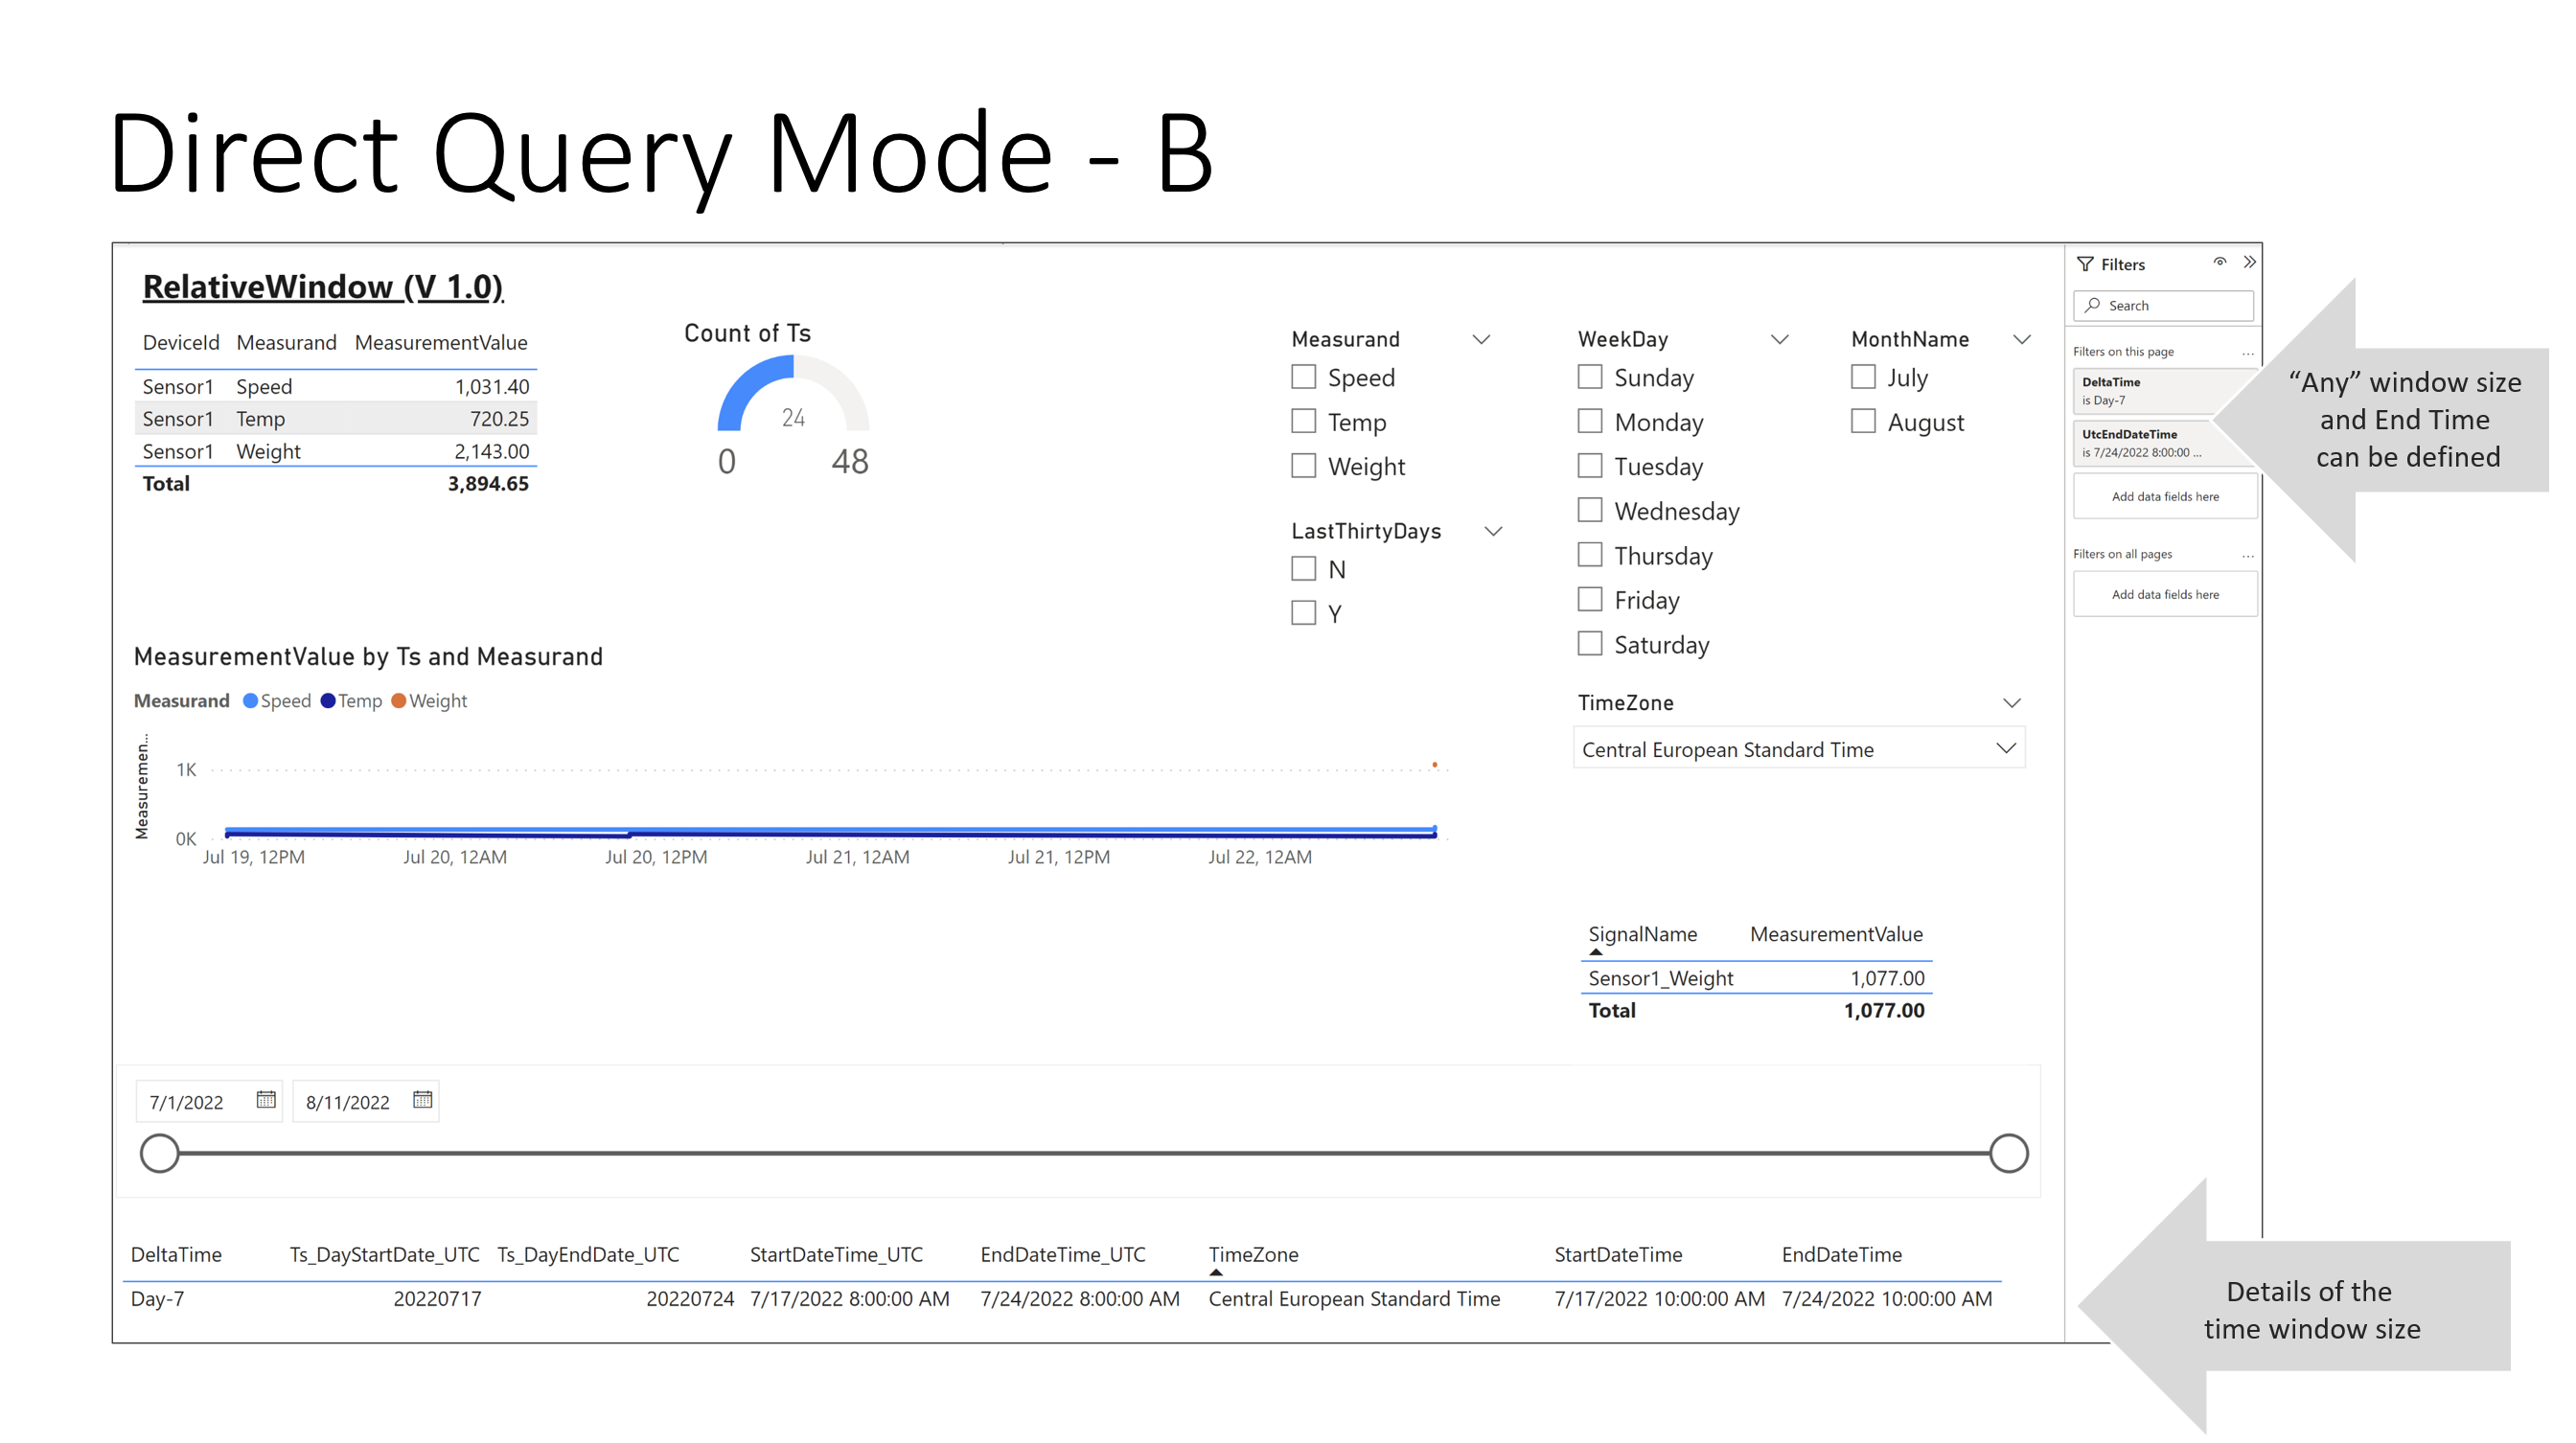 Direct Query Mode - B
RelativeWindow (V 1.0)
DeviceId Measurand MeasurementValue
Sensor1 Speed 1,031.40
Sensor1 Temp 720.25
Sensor1 Weight 2,143.00
Total 3,894.65
Count of Ts
24
0 48
Measurand
Speed
Temp
Weight
LastThirtyDays
N
Y
WeekDay
Sunday
Monday
Tuesday
Wednesday
Thursday
Friday
Saturday
MonthName
July
August
TimeZone
Central European Standard Time
MeasurementValue by Ts and Measurand
Measurand Speed Temp Weight
Measuremen...
1K
0K
Jul 19, 12PM Jul 20, 12AM Jul 20, 12PM Jul 21, 12AM Jul 21, 12PM Jul 22, 12AM
SignalName MeasurementValue
Sensor1_Weight 1,077.00
Total 1,077.00
7/1/2022 8/11/2022
DeltaTime Ts_DayStartDate_UTC Ts_DayEndDate_UTC StartDateTime_UTC EndDateTime_UTC TimeZone StartDateTime EndDateTime
Day-7 20220717 20220724 7/17/2022 8:00:00 AM 7/24/2022 8:00:00 AM Central European Standard Time 7/17/2022 10:00:00 AM 7/24/2022 10:00:00 AM
Filters
Search
Filters on this page ...
DeltaTime
is Day-7
UtcEndDateTime
is 7/24/2022 8:00:00 ...
Add data fields here
Filters on all pages ...
Add data fields here
“Any” window size
and End Time
can be defined
Details of the
time window size